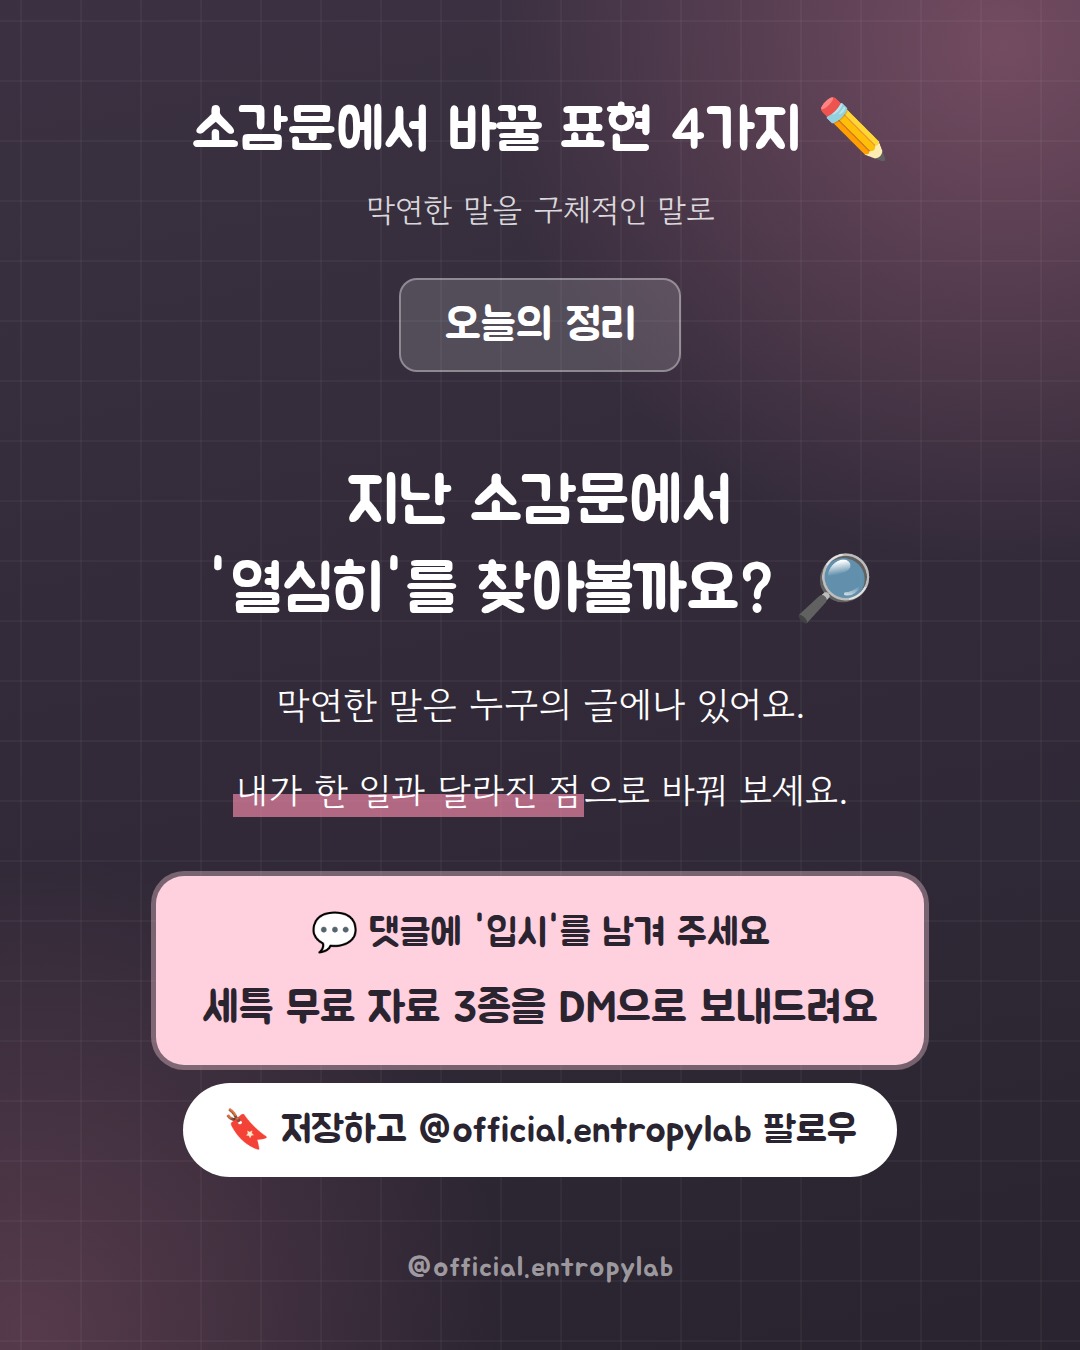 소감문에서 바꿀 표현 4가지 ✏️
막연한 말을 구체적인 말로
오늘의 정리
지난 소감문에서
'열심히'를 찾아볼까요? 🔎
막연한 말은 누구의 글에나 있어요.
내가 한 일과 달라진 점으로 바꿔 보세요.
💬 댓글에 '입시'를 남겨 주세요
세특 무료 자료 3종을 DM으로 보내드려요
🔖 저장하고 @official.entropylab 팔로우
@official.entropylab